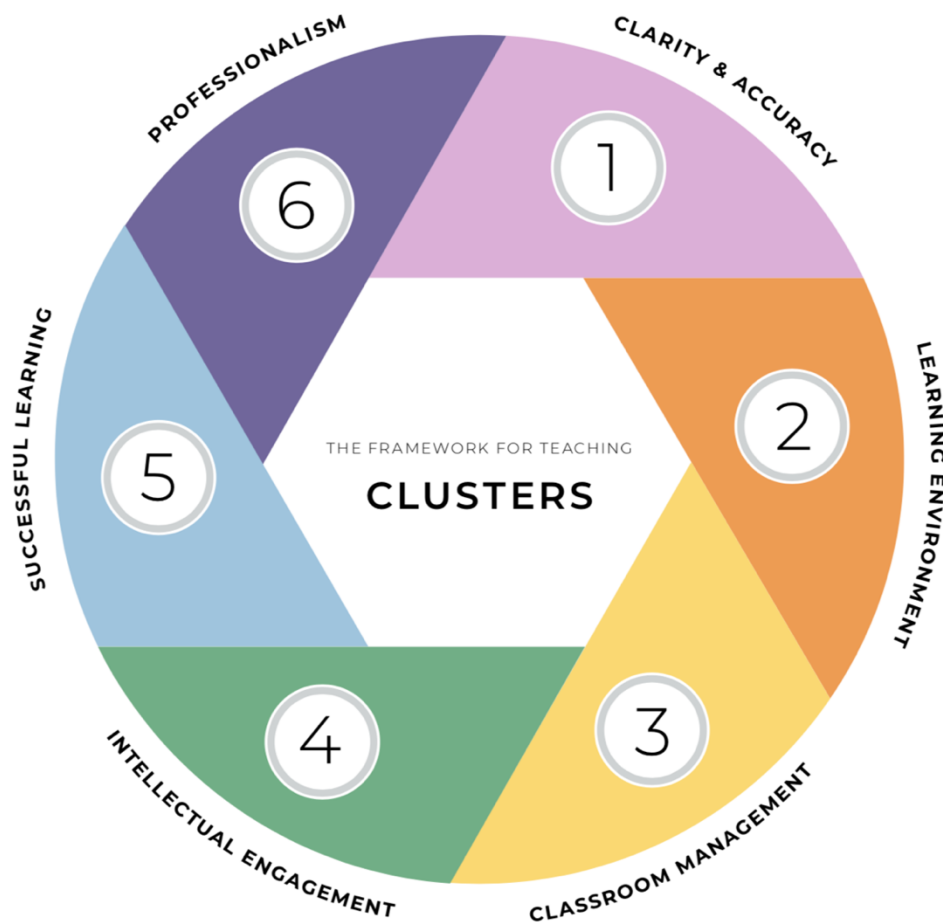 THE FRAMEWORK FOR TEACHING
CLUSTERS
1
CLARITY & ACCURACY
2
LEARNING ENVIRONMENT
3
CLASSROOM MANAGEMENT
4
INTELLECTUAL ENGAGEMENT
5
SUCCESSFUL LEARNING
6
PROFESSIONALISM